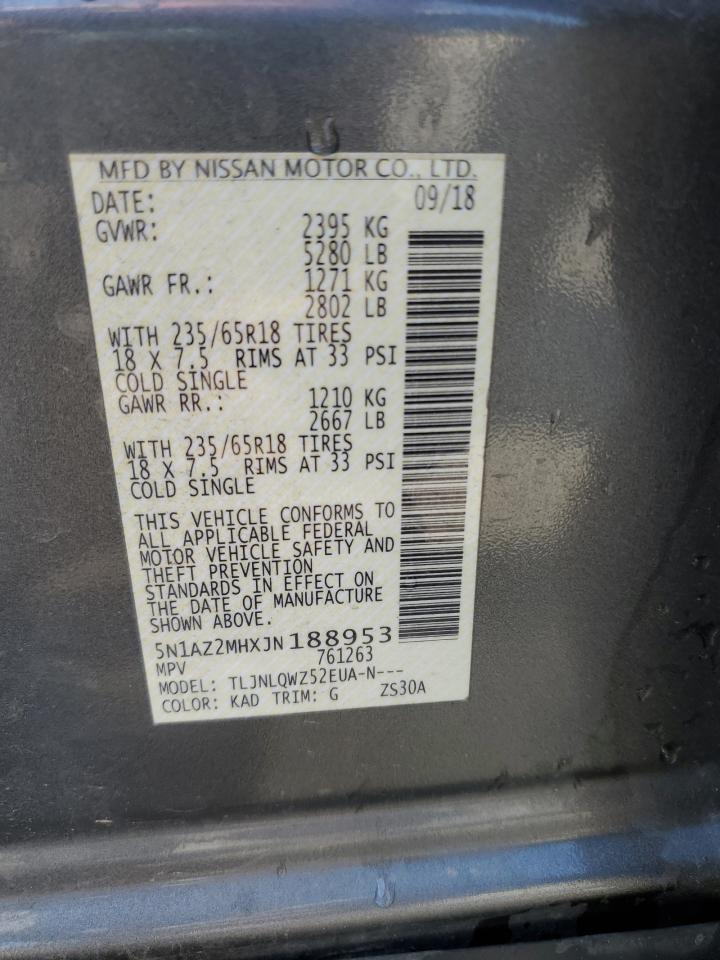 MFD BY NISSAN MOTOR CO., LTD.
DATE: 09/18
GVWR: 2395 KG
5280 LB
GAWR FR.: 1271 KG
2802 LB
WITH 235/65R18 TIRES
18 X 7.5 RIMS AT 33 PSI
COLD SINGLE
GAWR RR.: 1210 KG
2667 LB
WITH 235/65R18 TIRES
18 X 7.5 RIMS AT 33 PSI
COLD SINGLE
THIS VEHICLE CONFORMS TO
ALL APPLICABLE FEDERAL
MOTOR VEHICLE SAFETY AND
THEFT PREVENTION
STANDARDS IN EFFECT ON
THE DATE OF MANUFACTURE
SHOWN ABOVE.
5N1AZ2MHXJN188953
MPV 761263
MODEL: TLJNLQWZ52EUA-N---
COLOR: KAD TRIM: G ZS30A